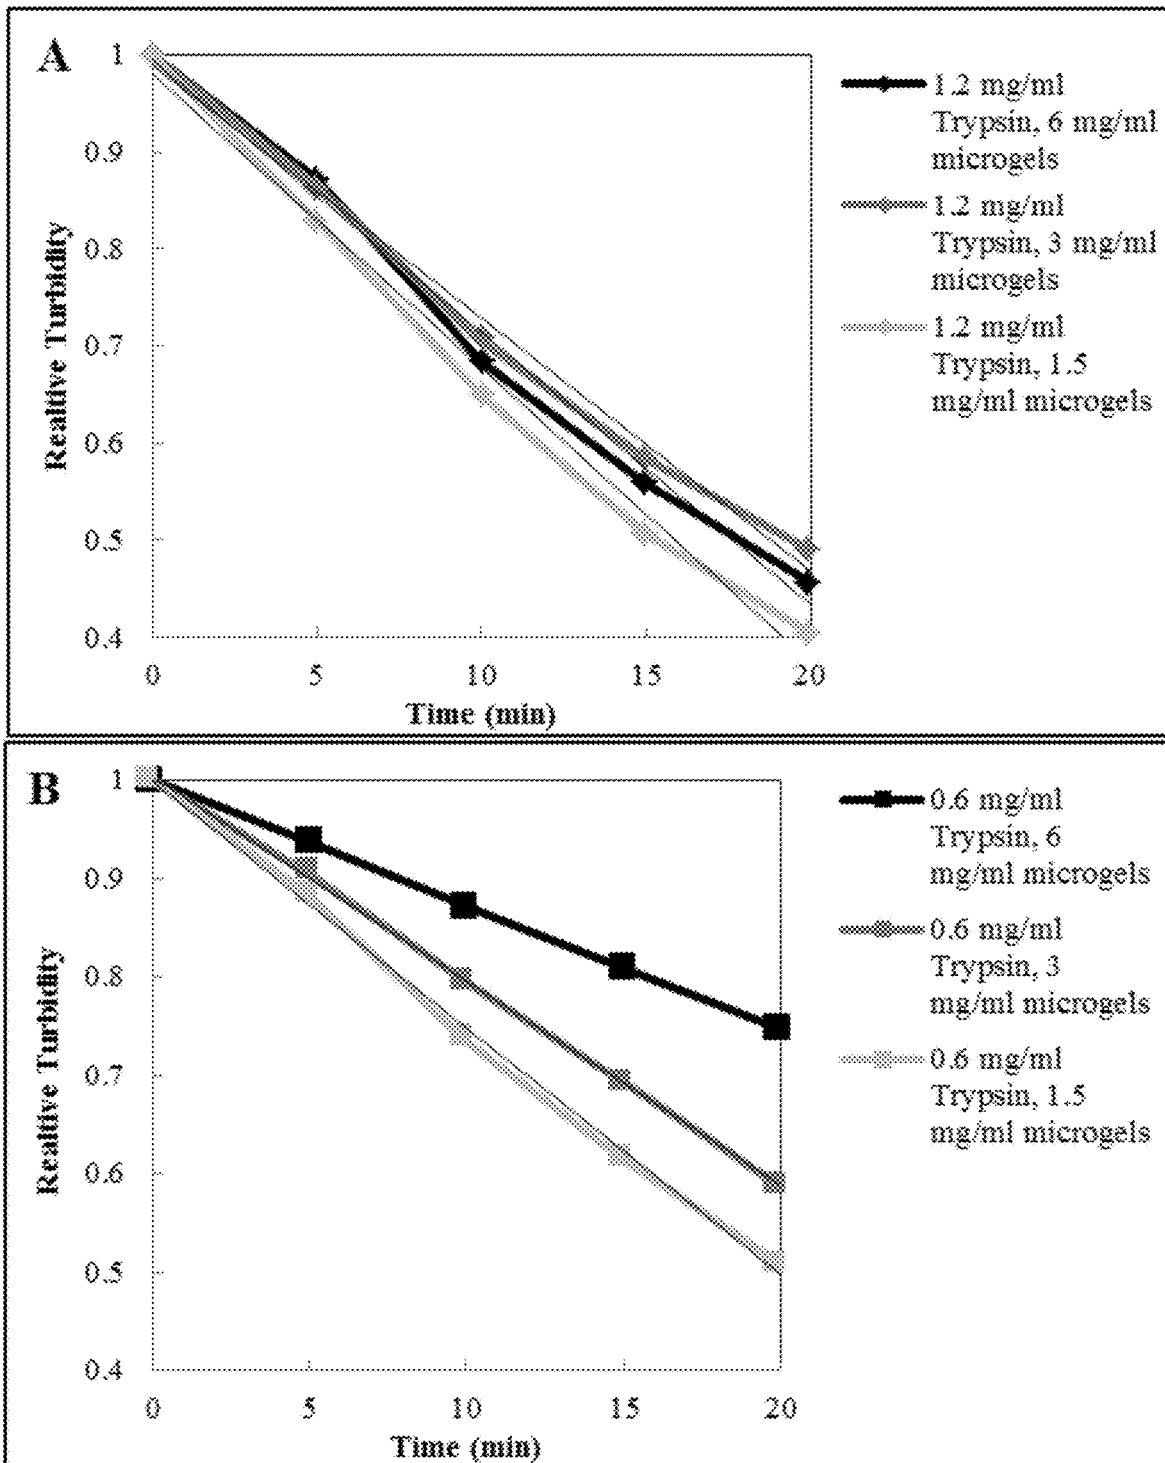 A
1
0.9
0.8
0.7
0.6
0.5
0.4
Realtive Turbidity
0
5
10
15
20
Time (min)
1.2 mg/ml
Trypsin, 6 mg/ml
microgels
1.2 mg/ml
Trypsin, 3 mg/ml
microgels
1.2 mg/ml
Trypsin, 1.5
mg/ml microgels
B
1
0.9
0.8
0.7
0.6
0.5
0.4
Realtive Turbidity
0
5
10
15
20
Time (min)
0.6 mg/ml
Trypsin, 6
mg/ml microgels
0.6 mg/ml
Trypsin, 3
mg/ml microgels
0.6 mg/ml
Trypsin, 1.5
mg/ml microgels